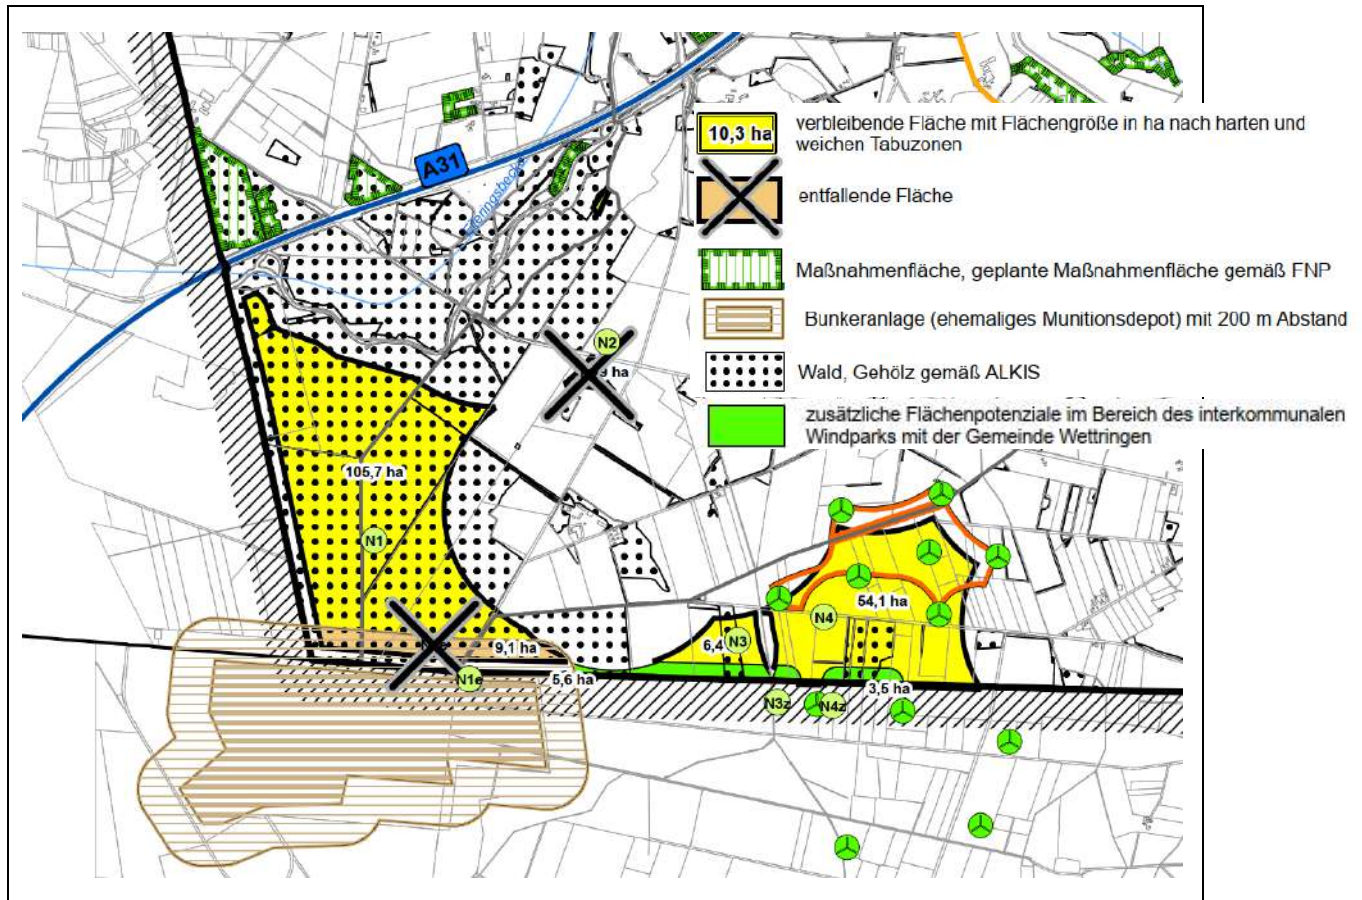 10,3 ha
verbleibende Fläche mit Flächengröße in ha nach harten und
weichen Tabuzonen
entfallende Fläche
Maßnahmenfläche, geplante Maßnahmenfläche gemäß FNP
Bunkeranlage (ehemaliges Munitionsdepot) mit 200 m Abstand
Wald, Gehölz gemäß ALKIS
zusätzliche Flächenpotenziale im Bereich des interkommunalen
Windparks mit der Gemeinde Wettringen
A31
N2
9 ha
105,7 ha
N1
54,1 ha
N4
6,4
N3
9,1 ha
N1e
5,6 ha
3,5 ha
N3z
N4z